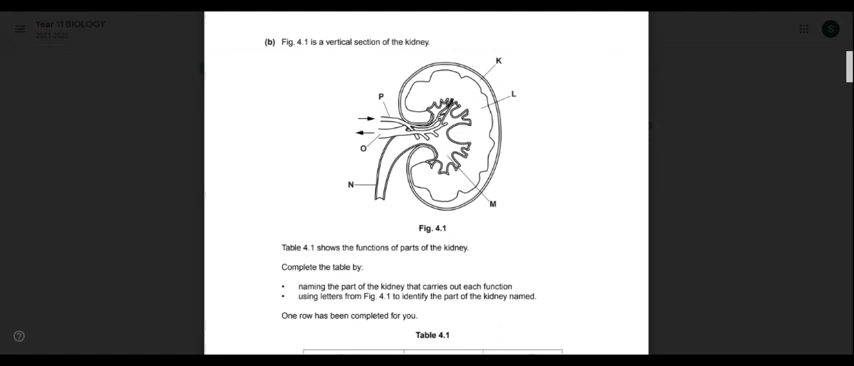 Year 11 BIOLOGY
2021-2022
S
(b) Fig. 4.1 is a vertical section of the kidney.
K
P
L
O
N
M
Fig. 4.1
Table 4.1 shows the functions of parts of the kidney.
Complete the table by:
• naming the part of the kidney that carries out each function
• using letters from Fig. 4.1 to identify the part of the kidney named.
One row has been completed for you.
Table 4.1